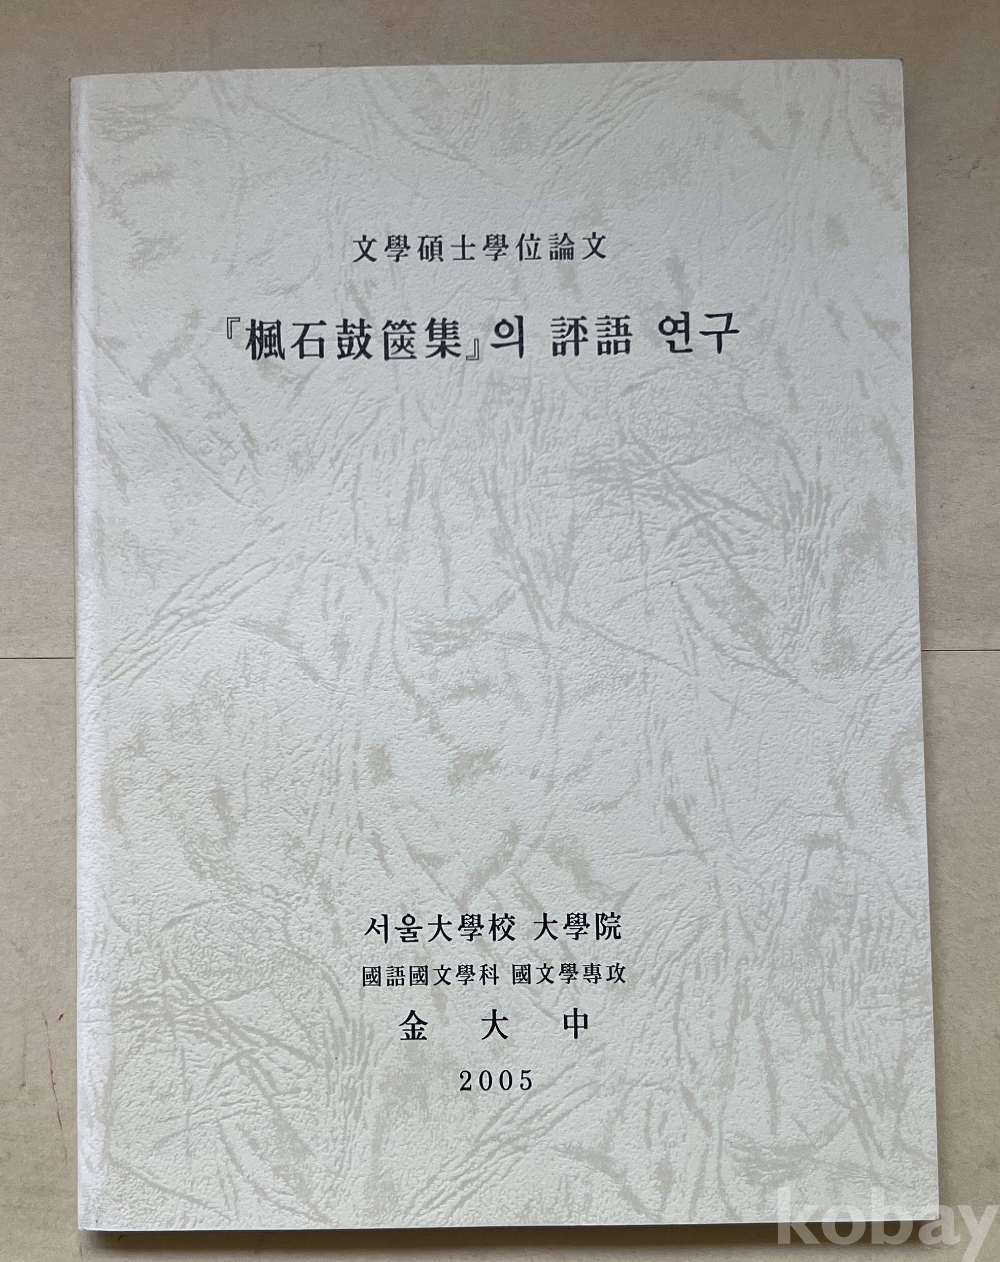 文學碩士學位論文
『楓石鼓篋集』의 評語 연구
서울大學校 大學院
國語國文學科 國文學專攻
金 大 中
2005
kobay